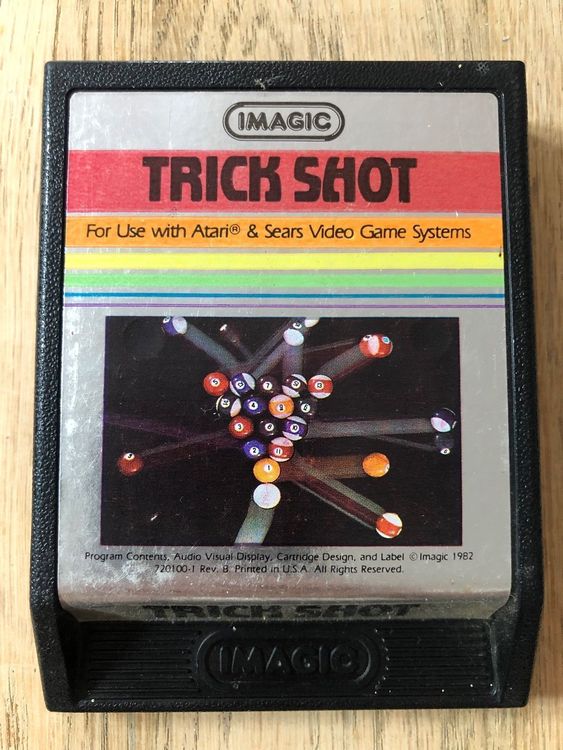 IMAGIC
TRICK SHOT
For Use with Atari® & Sears Video Game Systems
Program Contents, Audio Visual Display, Cartridge Design, and Label © Imagic 1982
720100-1 Rev. B. Printed in U.S.A. All Rights Reserved.
TRICK SHOT
IMAGIC